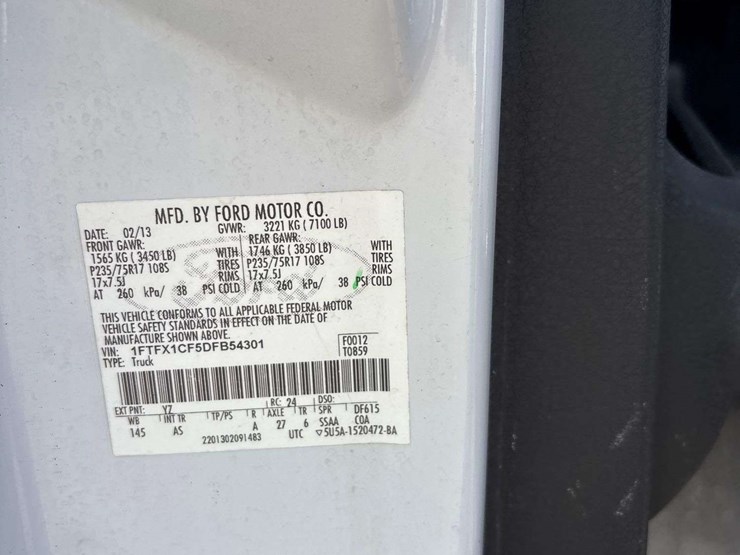 MFD. BY FORD MOTOR CO.
DATE: 02/13 GVWR: 3221 KG ( 7100 LB)
FRONT GAWR: REAR GAWR:
1565 KG ( 3450 LB) WITH 1746 KG ( 3850 LB) WITH
P235/75R17 108S TIRES P235/75R17 108S TIRES
17x7.5J RIMS 17x7.5J RIMS
AT 260 kPa/ 38 PSI COLD AT 260 kPa/ 38 PSI COLD
Ford
THIS VEHICLE CONFORMS TO ALL APPLICABLE FEDERAL MOTOR
VEHICLE SAFETY STANDARDS IN EFFECT ON THE DATE OF
MANUFACTURE SHOWN ABOVE.
VIN: 1FTFX1CF5DFB54301 F0012
TYPE: Truck T0859
EXT PNT: YZ RC: 24 DSO:
WB INT TR TP/PS R AXLE TR SPR DF615
145 AS A 27 6 SSAA COA
2201302091483 UTC ▽5U5A-1520472-BA